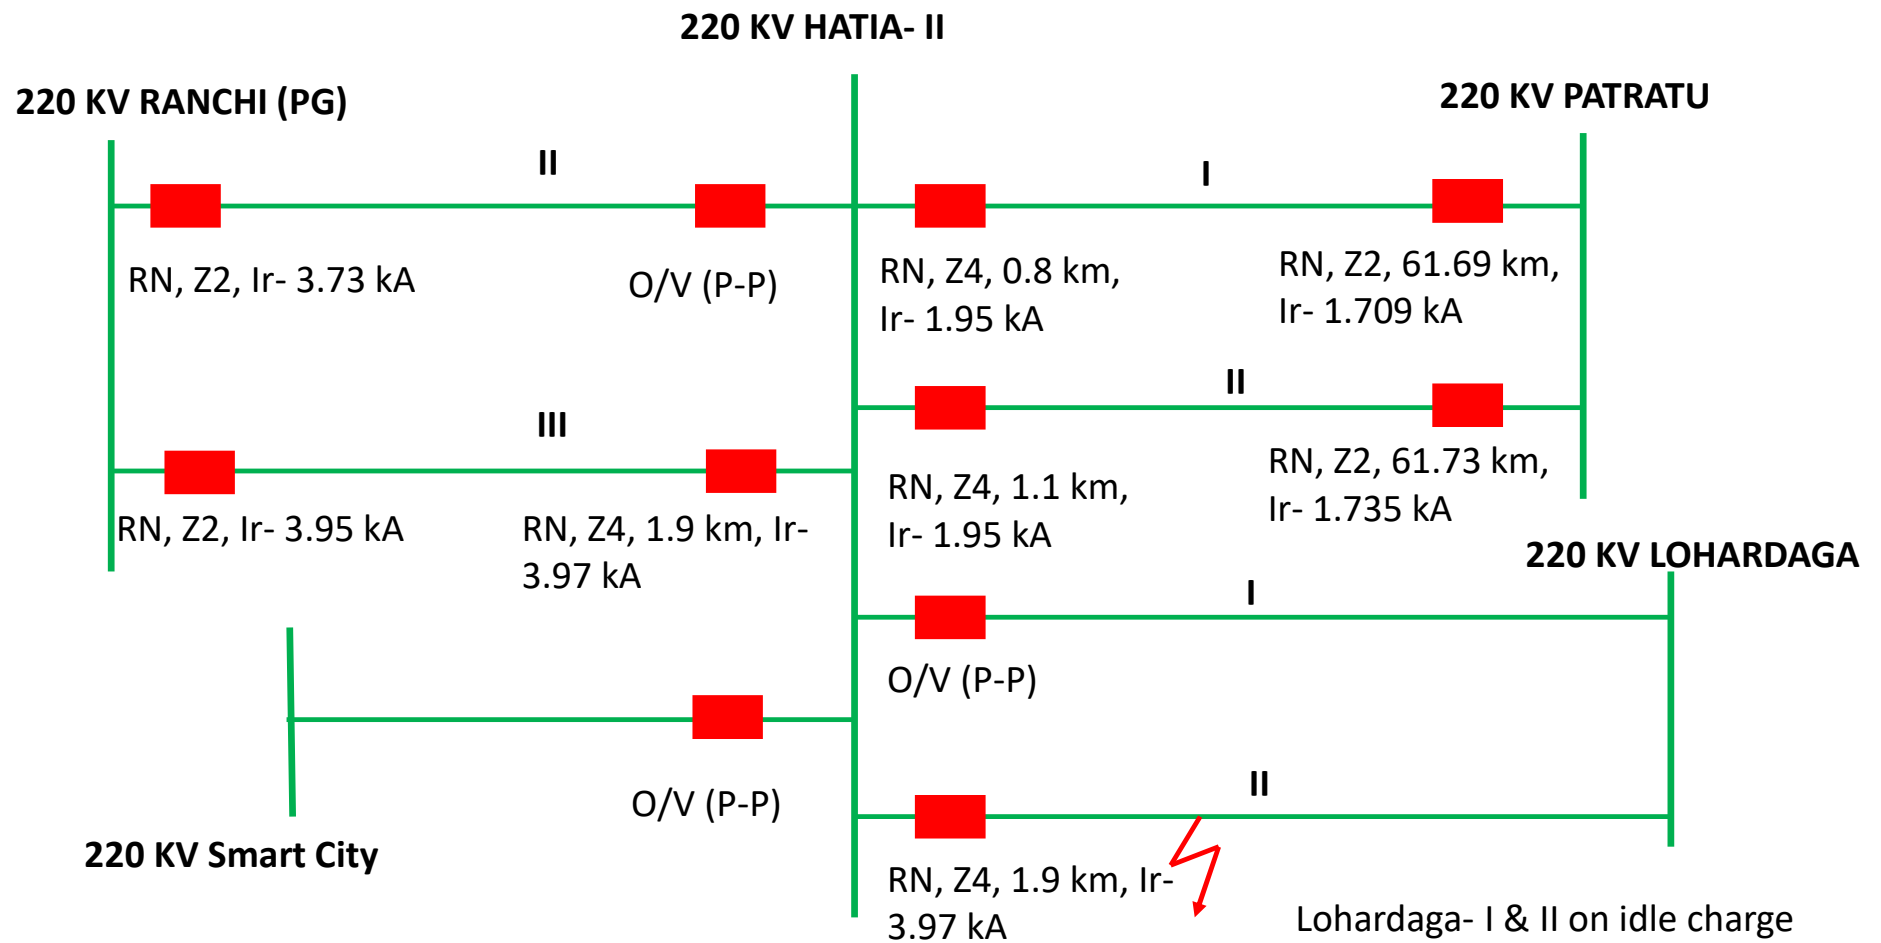 220 KV HATIA- II
220 KV RANCHI (PG)
220 KV PATRATU
II
I
RN, Z2, Ir- 3.73 kA
O/V (P-P)
RN, Z4, 0.8 km,
Ir- 1.95 kA
RN, Z2, 61.69 km,
Ir- 1.709 kA
III
II
RN, Z2, Ir- 3.95 kA
RN, Z4, 1.9 km, Ir-
3.97 kA
RN, Z4, 1.1 km,
Ir- 1.95 kA
RN, Z2, 61.73 km,
Ir- 1.735 kA
220 KV LOHARDAGA
I
O/V (P-P)
O/V (P-P)
II
220 KV Smart City
RN, Z4, 1.9 km, Ir-
3.97 kA
Lohardaga- I & II on idle charge